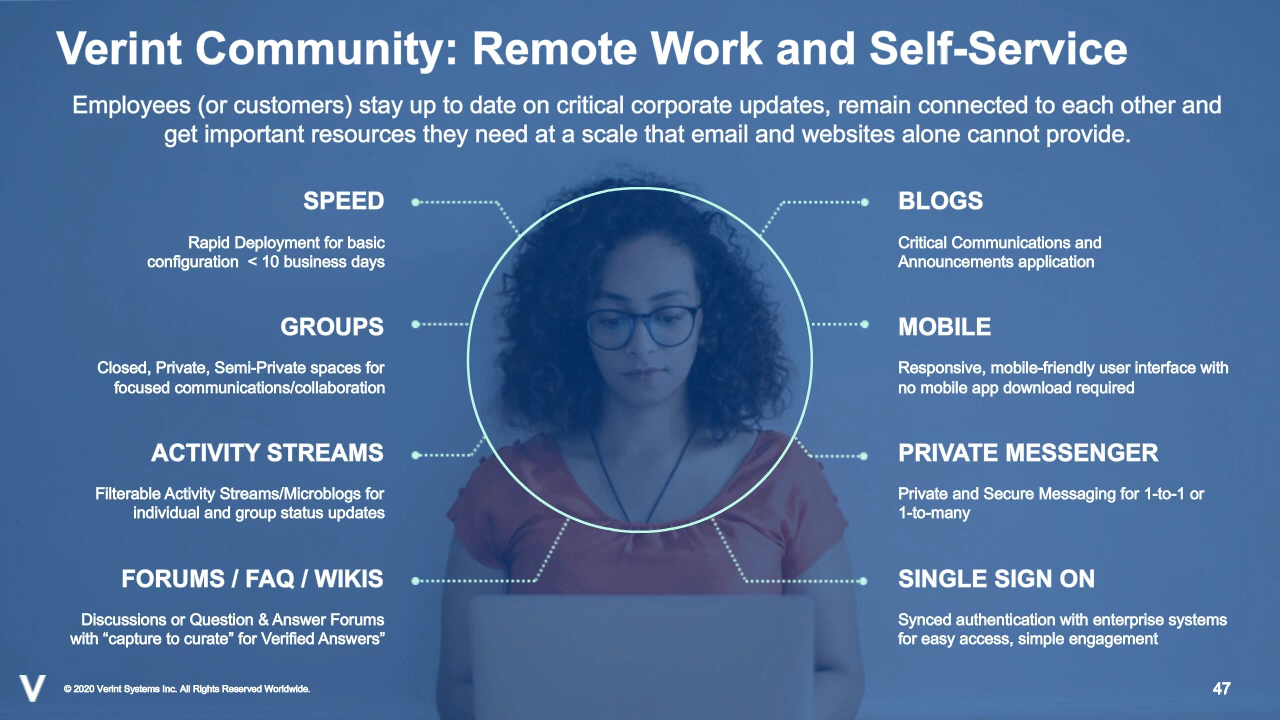 Verint Community: Remote Work and Self-Service
Employees (or customers) stay up to date on critical corporate updates, remain connected to each other and
get important resources they need at a scale that email and websites alone cannot provide.
SPEED
Rapid Deployment for basic
configuration < 10 business days
GROUPS
Closed, Private, Semi-Private spaces for
focused communications/collaboration
ACTIVITY STREAMS
Filterable Activity Streams/Microblogs for
individual and group status updates
FORUMS / FAQ / WIKIS
Discussions or Question & Answer Forums
with “capture to curate” for Verified Answers”
BLOGS
Critical Communications and
Announcements application
MOBILE
Responsive, mobile-friendly user interface with
no mobile app download required
PRIVATE MESSENGER
Private and Secure Messaging for 1-to-1 or
1-to-many
SINGLE SIGN ON
Synced authentication with enterprise systems
for easy access, simple engagement
V
© 2020 Verint Systems Inc. All Rights Reserved Worldwide.
47